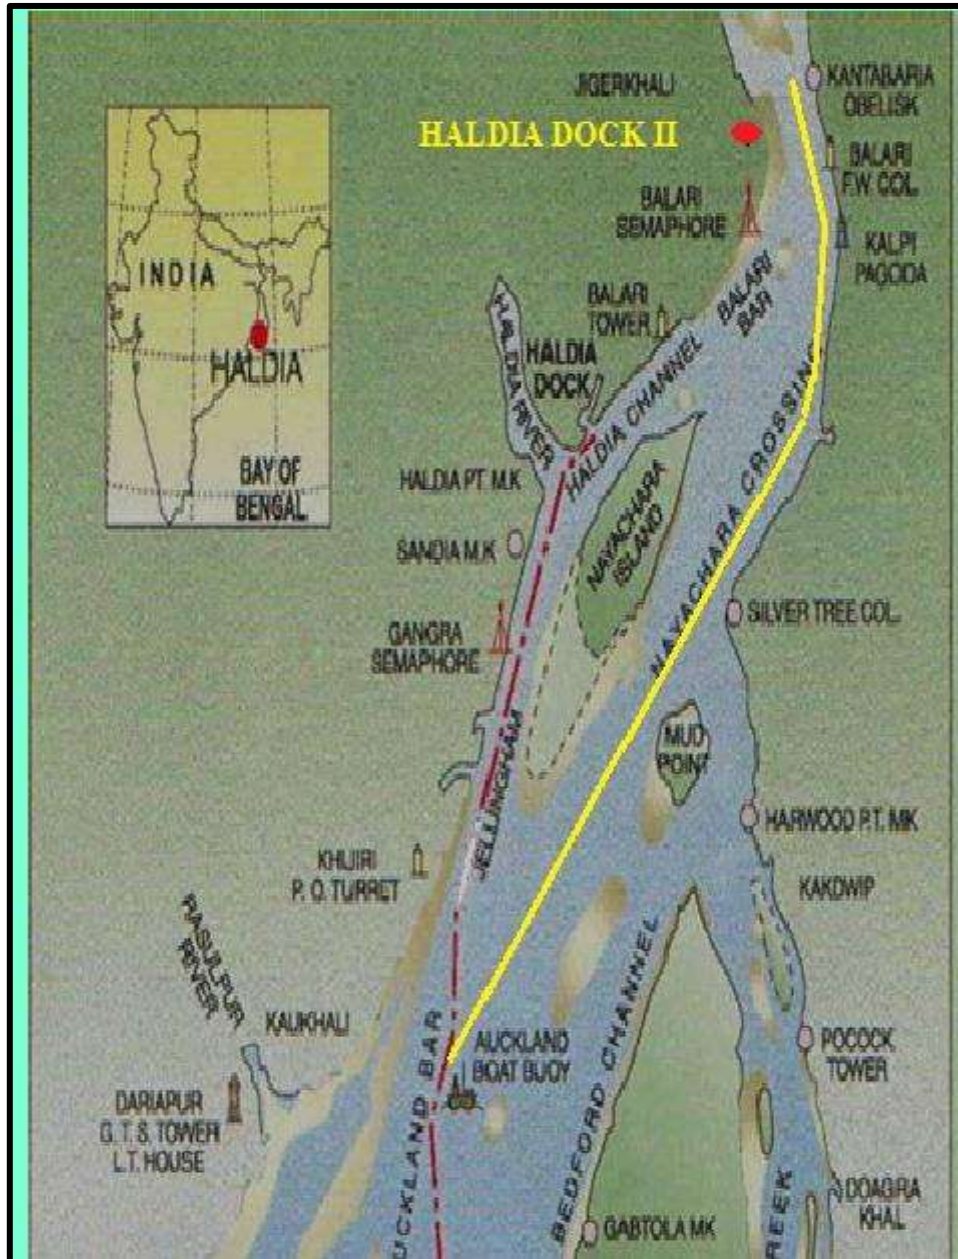 JIGERKHALI
KANTABARIA
OBELISK
HALDIA DOCK II
BALARI
F.W. COL.
BALARI
SEMAPHORE
KALPI
PAGODA
INDIA
HALDIA
BAY OF
BENGAL
BALARI
TOWER
BALARI
BAR
HALDIA RIVER
HALDIA
DOCK
HALDIA CHANNEL
HALDIA PT. M.K
NAYACHARA
ISLAND
NAYACHARA CROSSING
SANDIA M.K
SILVER TREE COL.
GANGRA
SEMAPHORE
MUD
POINT
JELLINGHAM
HARWOOD P.T. MK
KHIJIRI
P. O. TURRET
KAKDWIP
RASULPUR
RIVER
KAUKHALI
AUCKLAND
BOAT BUOY
POCOCK
TOWER
DARIAPUR
G. T. S. TOWER
L.T. HOUSE
UCKLAND BAR
BEDFORD CHANNEL
DOAGRA
KHAL
GABTOLA MK
REEK